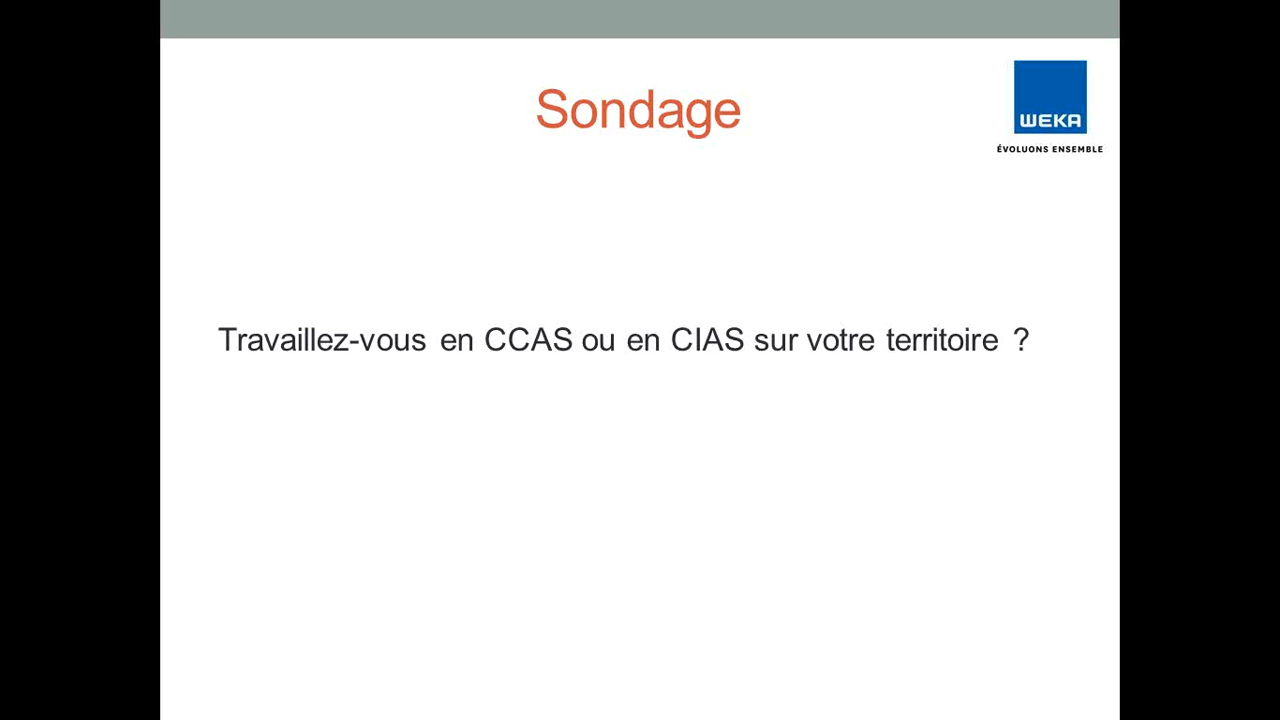 Sondage
WEKA
ÉVOLUONS ENSEMBLE
Travaillez-vous en CCAS ou en CIAS sur votre territoire ?